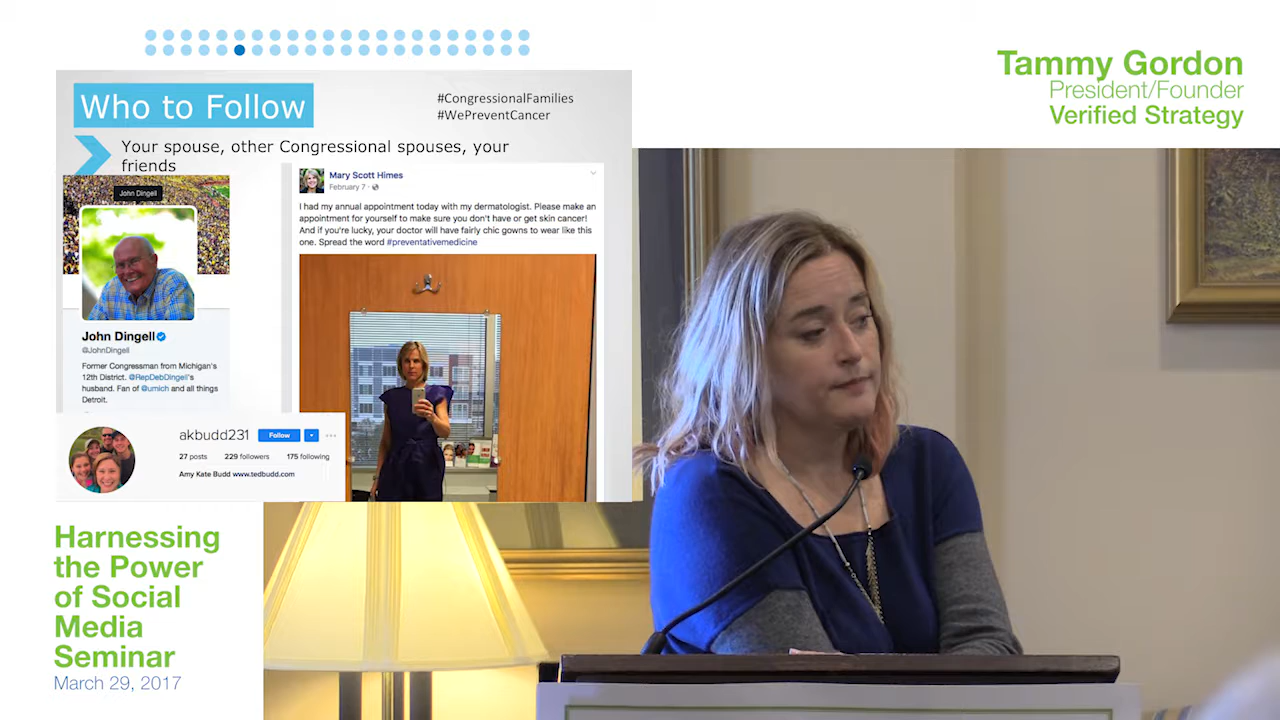 Tammy Gordon
President/Founder
Verified Strategy
Who to Follow
#CongressionalFamilies
#WePreventCancer
Your spouse, other Congressional spouses, your
friends
John Dingell
John Dingell
@JohnDingell
Former Congressman from Michigan's
12th District. @RepDebDingell's
husband. Fan of @umich and all things
Detroit.
Mary Scott Himes
February 7 ·
I had my annual appointment today with my dermatologist. Please make an
appointment for yourself to make sure you don't have or get skin cancer!
And if you're lucky, your doctor will have fairly chic gowns to wear like this
one. Spread the word #preventativemedicine
akbudd231 Follow
27 posts 229 followers 175 following
Amy Kate Budd www.tedbudd.com
Harnessing
the Power
of Social
Media
Seminar
March 29, 2017